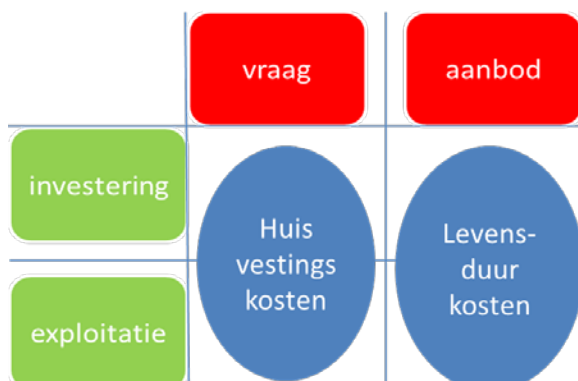 vraag
aanbod
investering
Huis
vestings
kosten
Levens-
duur
kosten
exploitatie